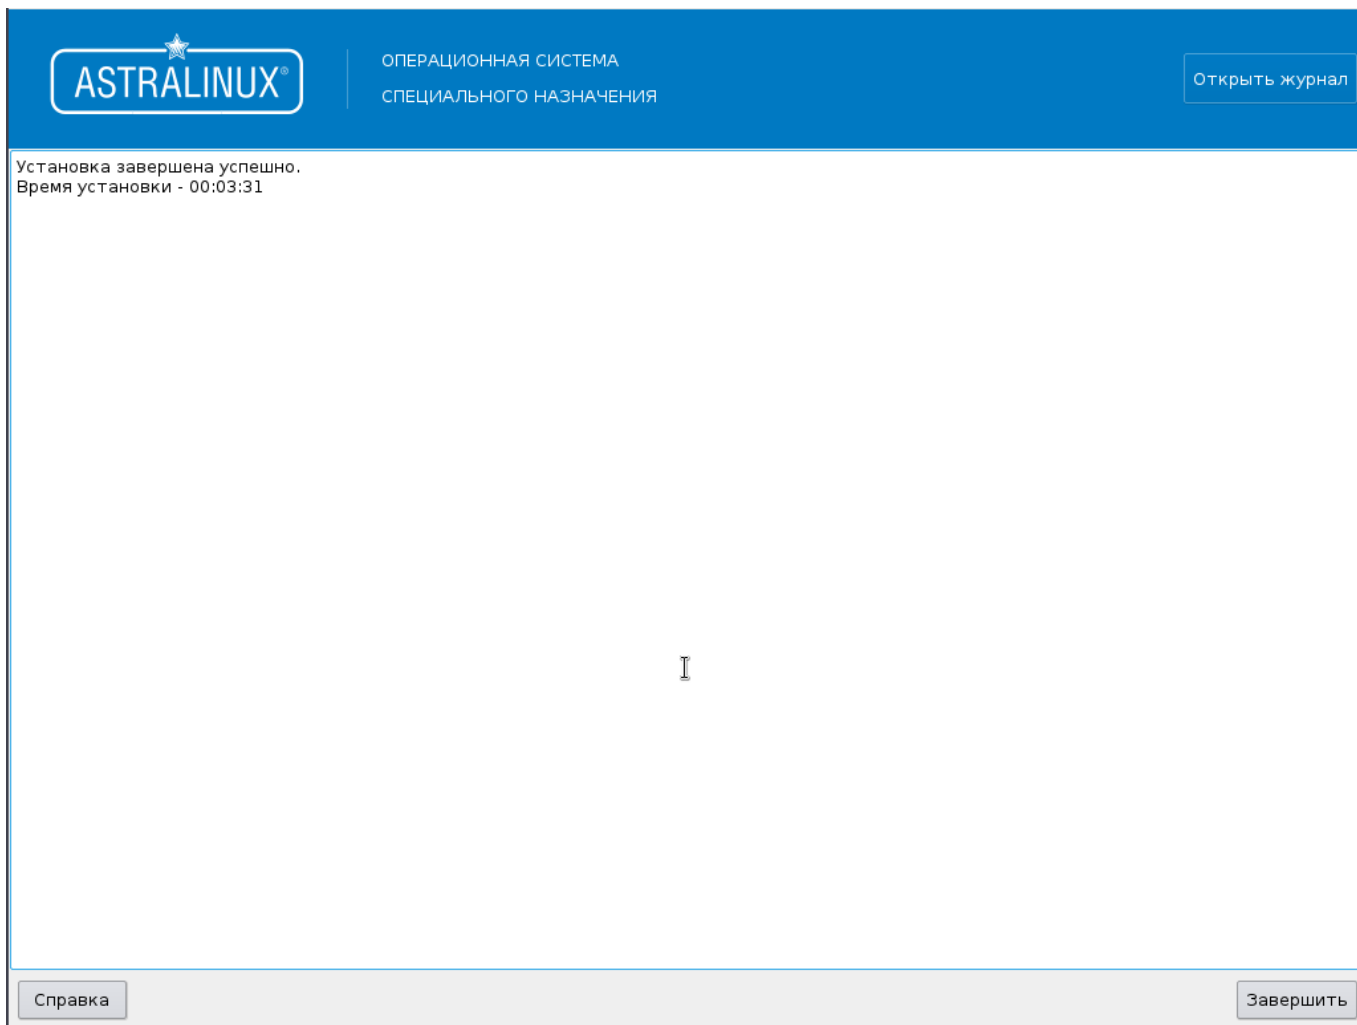 ASTRALINUX®
ОПЕРАЦИОННАЯ СИСТЕМА
СПЕЦИАЛЬНОГО НАЗНАЧЕНИЯ
Открыть журнал
Установка завершена успешно.
Время установки - 00:03:31
Справка
Завершить